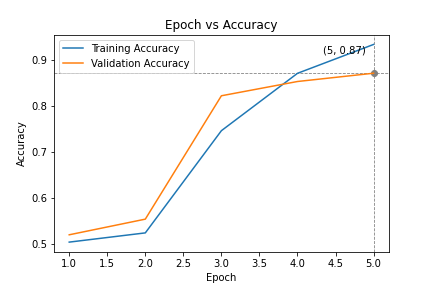 Epoch vs Accuracy
Training Accuracy
Validation Accuracy
(5, 0.87)
0.9
0.8
0.7
0.6
0.5
Accuracy
1.0 1.5 2.0 2.5 3.0 3.5 4.0 4.5 5.0
Epoch